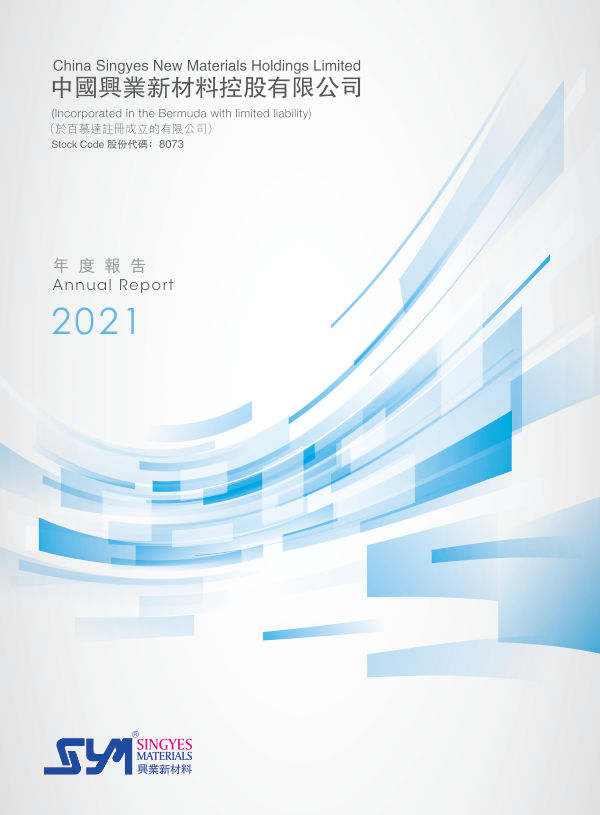 China Singyes New Materials Holdings Limited
中國興業新材料控股有限公司
(Incorporated in the Bermuda with limited liability)
（於百慕達註冊成立的有限公司）
Stock Code 股份代碼：8073
年度報告
Annual Report
2021
SYM®
SINGYES
MATERIALS
興業新材料